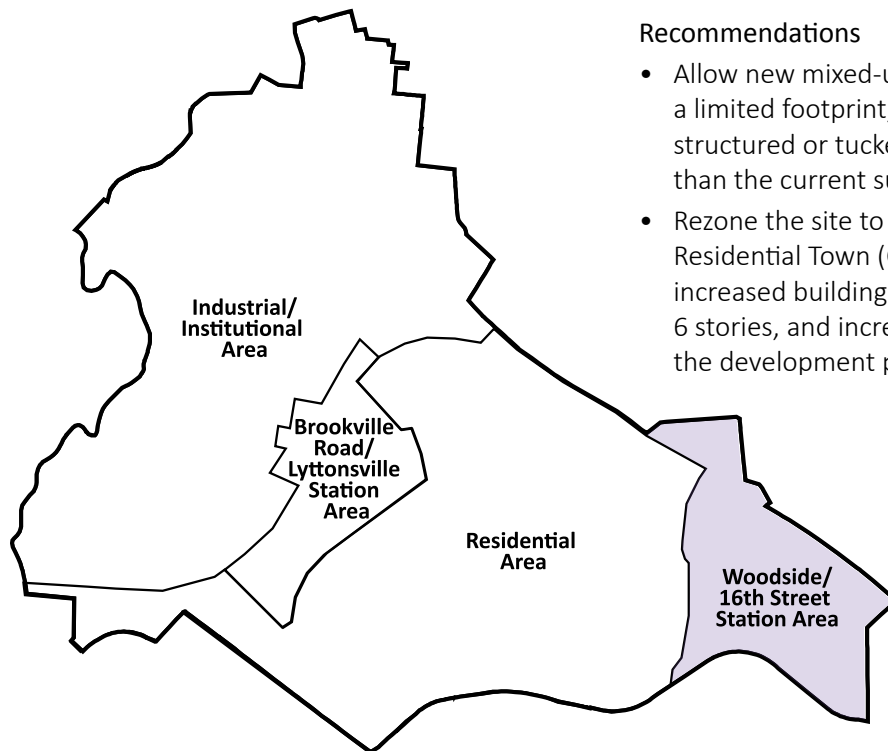 Recommendations
• Allow new mixed-u
a limited footprint,
structured or tucke
than the current su
• Rezone the site to
Residential Town (
increased building
6 stories, and incre
the development p
Industrial/
Institutional
Area
Brookville
Road/
Lyttonsville
Station
Area
Residential
Area
Woodside/
16th Street
Station Area